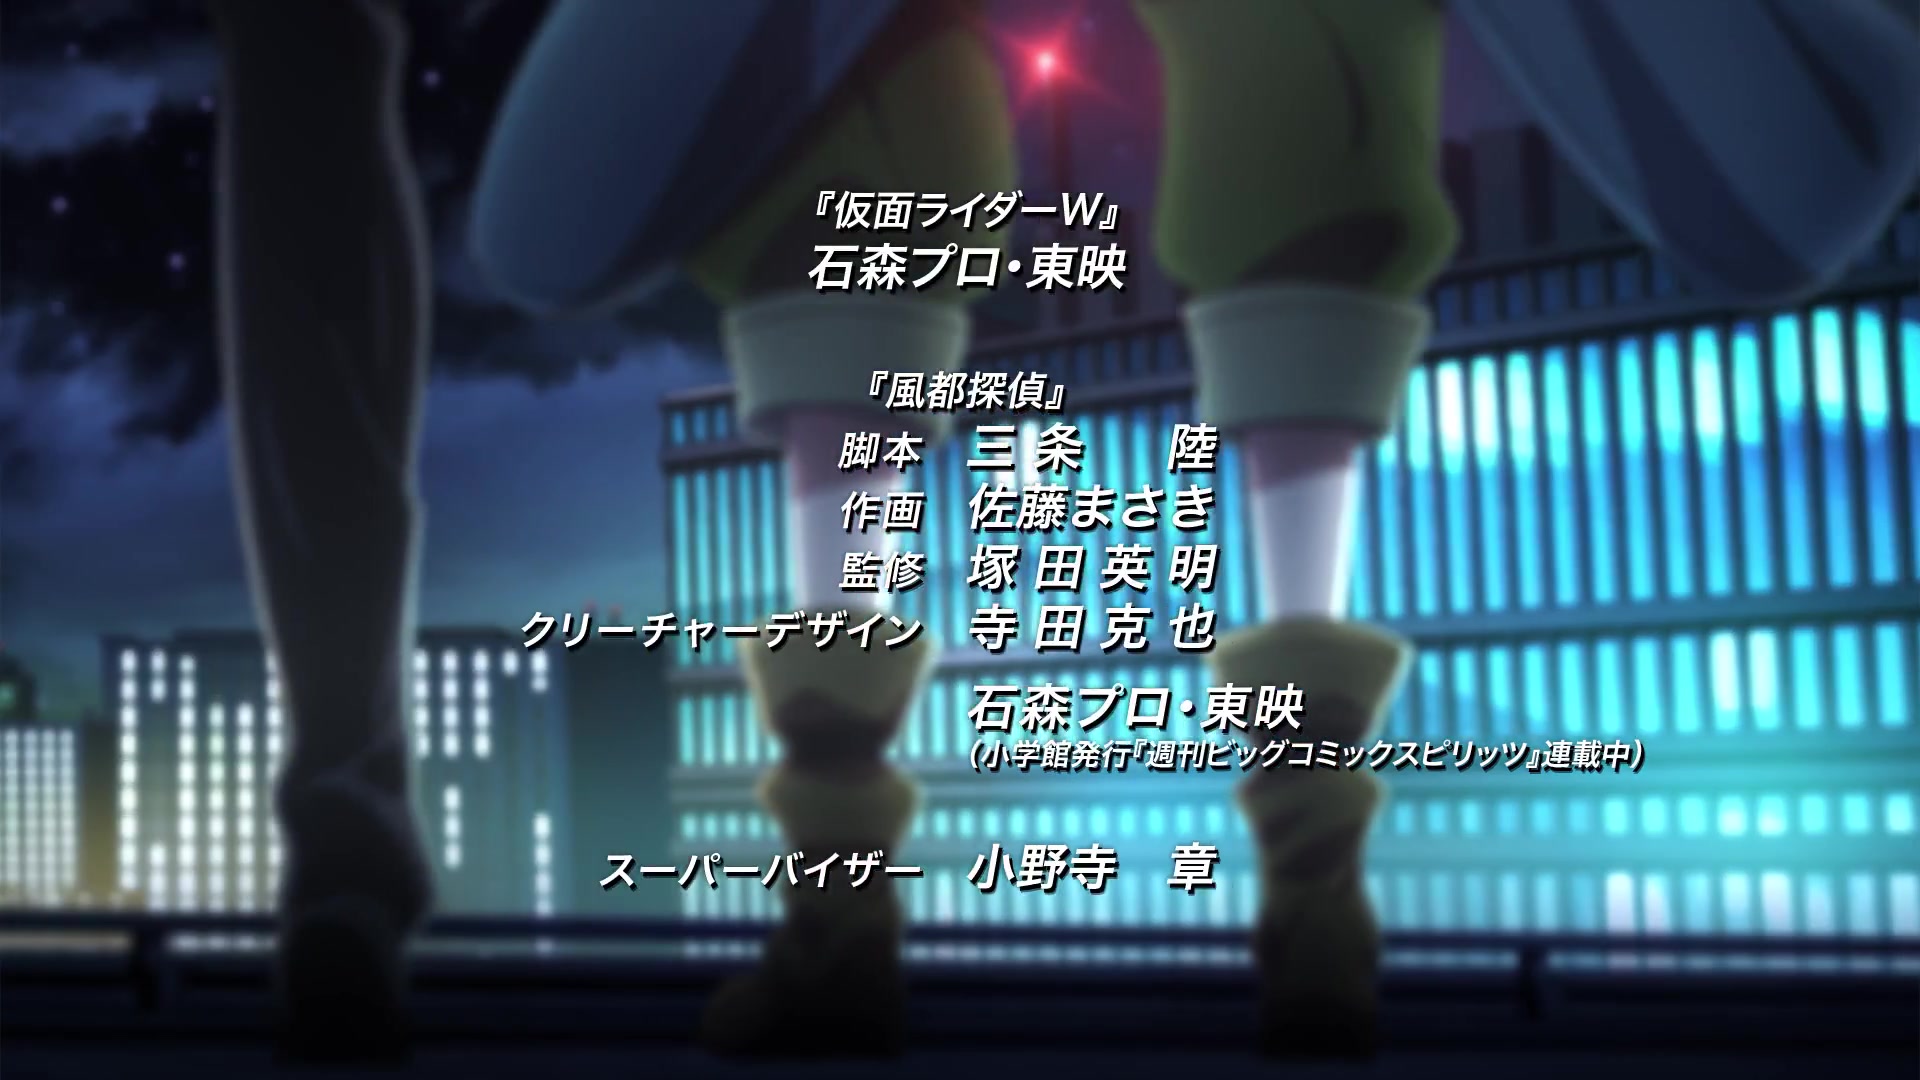 『仮面ライダーW』
石森プロ・東映
『風都探偵』
脚本 三条 陸
作画 佐藤まさき
監修 塚田英明
クリーチャーデザイン 寺田克也
石森プロ・東映
（小学館発行『週刊ビッグコミックスピリッツ』連載中）
スーパーバイザー 小野寺 章